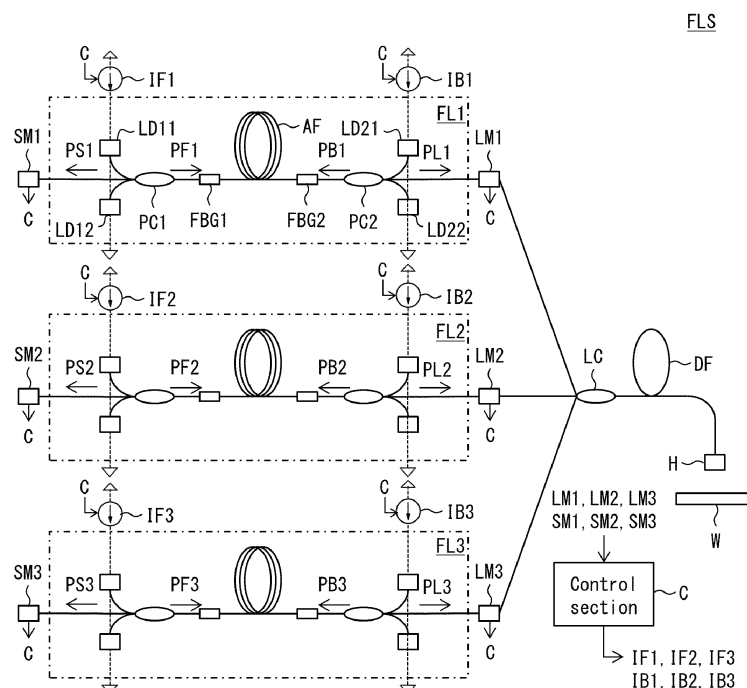 FLS
C IF1 C IB1
SM1 LD11 AF LD21 FL1 LM1
PS1 PF1 PB1 PL1
C LD12 PC1 FBG1 FBG2 PC2 LD22 C
C IF2 C IB2
SM2 FL2 LM2 LC DF
PS2 PF2 PB2 PL2
C C
H
C IF3 C IB3
LM1, LM2, LM3
SM1, SM2, SM3
W
SM3 FL3 LM3
PS3 PF3 PB3 PL3
C C
Control
section
C
IF1, IF2, IF3
IB1, IB2, IB3